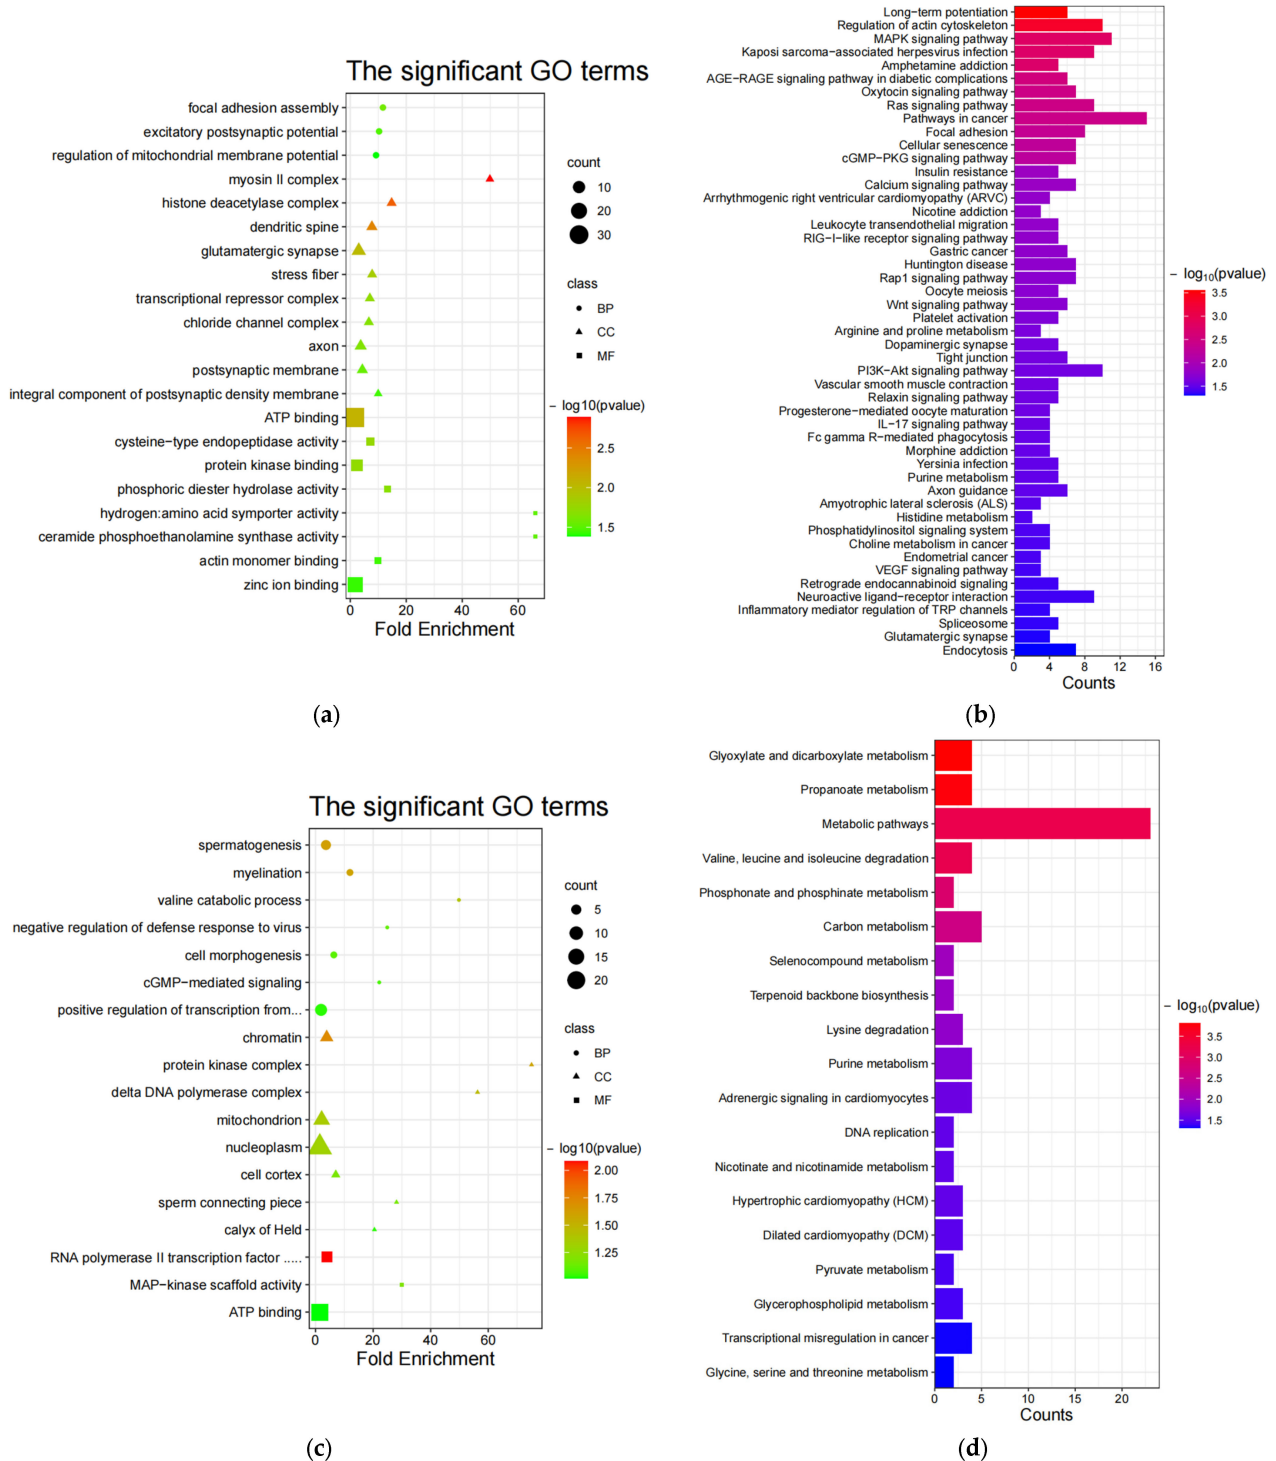 The significant GO terms
focal adhesion assembly
excitatory postsynaptic potential
regulation of mitochondrial membrane potential
myosin II complex
histone deacetylase complex
dendritic spine
glutamatergic synapse
stress fiber
transcriptional repressor complex
chloride channel complex
axon
postsynaptic membrane
integral component of postsynaptic density membrane
ATP binding
cysteine−type endopeptidase activity
protein kinase binding
phosphoric diester hydrolase activity
hydrogen:amino acid symporter activity
ceramide phosphoethanolamine synthase activity
actin monomer binding
zinc ion binding
0 20 40 60
Fold Enrichment
count
10
20
30
class
BP
CC
MF
− log10(pvalue)
2.5
2.0
1.5
(a)
Long−term potentiation
Regulation of actin cytoskeleton
MAPK signaling pathway
Kaposi sarcoma−associated herpesvirus infection
Amphetamine addiction
AGE−RAGE signaling pathway in diabetic complications
Oxytocin signaling pathway
Ras signaling pathway
Pathways in cancer
Focal adhesion
Cellular senescence
cGMP−PKG signaling pathway
Insulin resistance
Calcium signaling pathway
Arrhythmogenic right ventricular cardiomyopathy (ARVC)
Nicotine addiction
Leukocyte transendothelial migration
RIG−I−like receptor signaling pathway
Gastric cancer
Huntington disease
Rap1 signaling pathway
Oocyte meiosis
Wnt signaling pathway
Platelet activation
Arginine and proline metabolism
Dopaminergic synapse
Tight junction
PI3K−Akt signaling pathway
Vascular smooth muscle contraction
Relaxin signaling pathway
Progesterone−mediated oocyte maturation
IL−17 signaling pathway
Fc gamma R−mediated phagocytosis
Morphine addiction
Yersinia infection
Purine metabolism
Axon guidance
Amyotrophic lateral sclerosis (ALS)
Histidine metabolism
Phosphatidylinositol signaling system
Choline metabolism in cancer
Endometrial cancer
VEGF signaling pathway
Retrograde endocannabinoid signaling
Neuroactive ligand−receptor interaction
Inflammatory mediator regulation of TRP channels
Spliceosome
Glutamatergic synapse
Endocytosis
0 4 8 12 16
Counts
− log10(pvalue)
3.5
3.0
2.5
2.0
1.5
(b)
The significant GO terms
spermatogenesis
myelination
valine catabolic process
negative regulation of defense response to virus
cell morphogenesis
cGMP−mediated signaling
positive regulation of transcription from...
chromatin
protein kinase complex
delta DNA polymerase complex
mitochondrion
nucleoplasm
cell cortex
sperm connecting piece
calyx of Held
RNA polymerase II transcription factor .....
MAP−kinase scaffold activity
ATP binding
0 20 40 60
Fold Enrichment
count
5
10
15
20
class
BP
CC
MF
− log10(pvalue)
2.00
1.75
1.50
1.25
(c)
Glyoxylate and dicarboxylate metabolism
Propanoate metabolism
Metabolic pathways
Valine, leucine and isoleucine degradation
Phosphonate and phosphinate metabolism
Carbon metabolism
Selenocompound metabolism
Terpenoid backbone biosynthesis
Lysine degradation
Purine metabolism
Adrenergic signaling in cardiomyocytes
DNA replication
Nicotinate and nicotinamide metabolism
Hypertrophic cardiomyopathy (HCM)
Dilated cardiomyopathy (DCM)
Pyruvate metabolism
Glycerophospholipid metabolism
Transcriptional misregulation in cancer
Glycine, serine and threonine metabolism
0 5 10 15 20
Counts
− log10(pvalue)
3.5
3.0
2.5
2.0
1.5
(d)